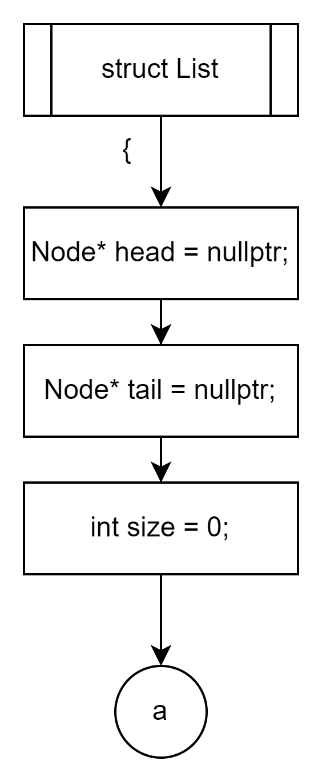 struct List
{
Node* head = nullptr;
Node* tail = nullptr;
int size = 0;
a